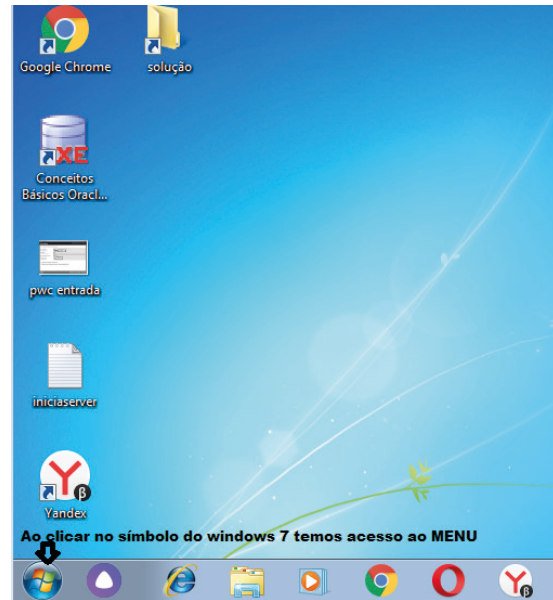 Google Chrome
solução
XE
Conceitos
Básicos Oracl...
pwc entrada
iniciaserver
Y β
Yandex
Ao clicar no símbolo do windows 7 temos acesso ao MENU
Y β